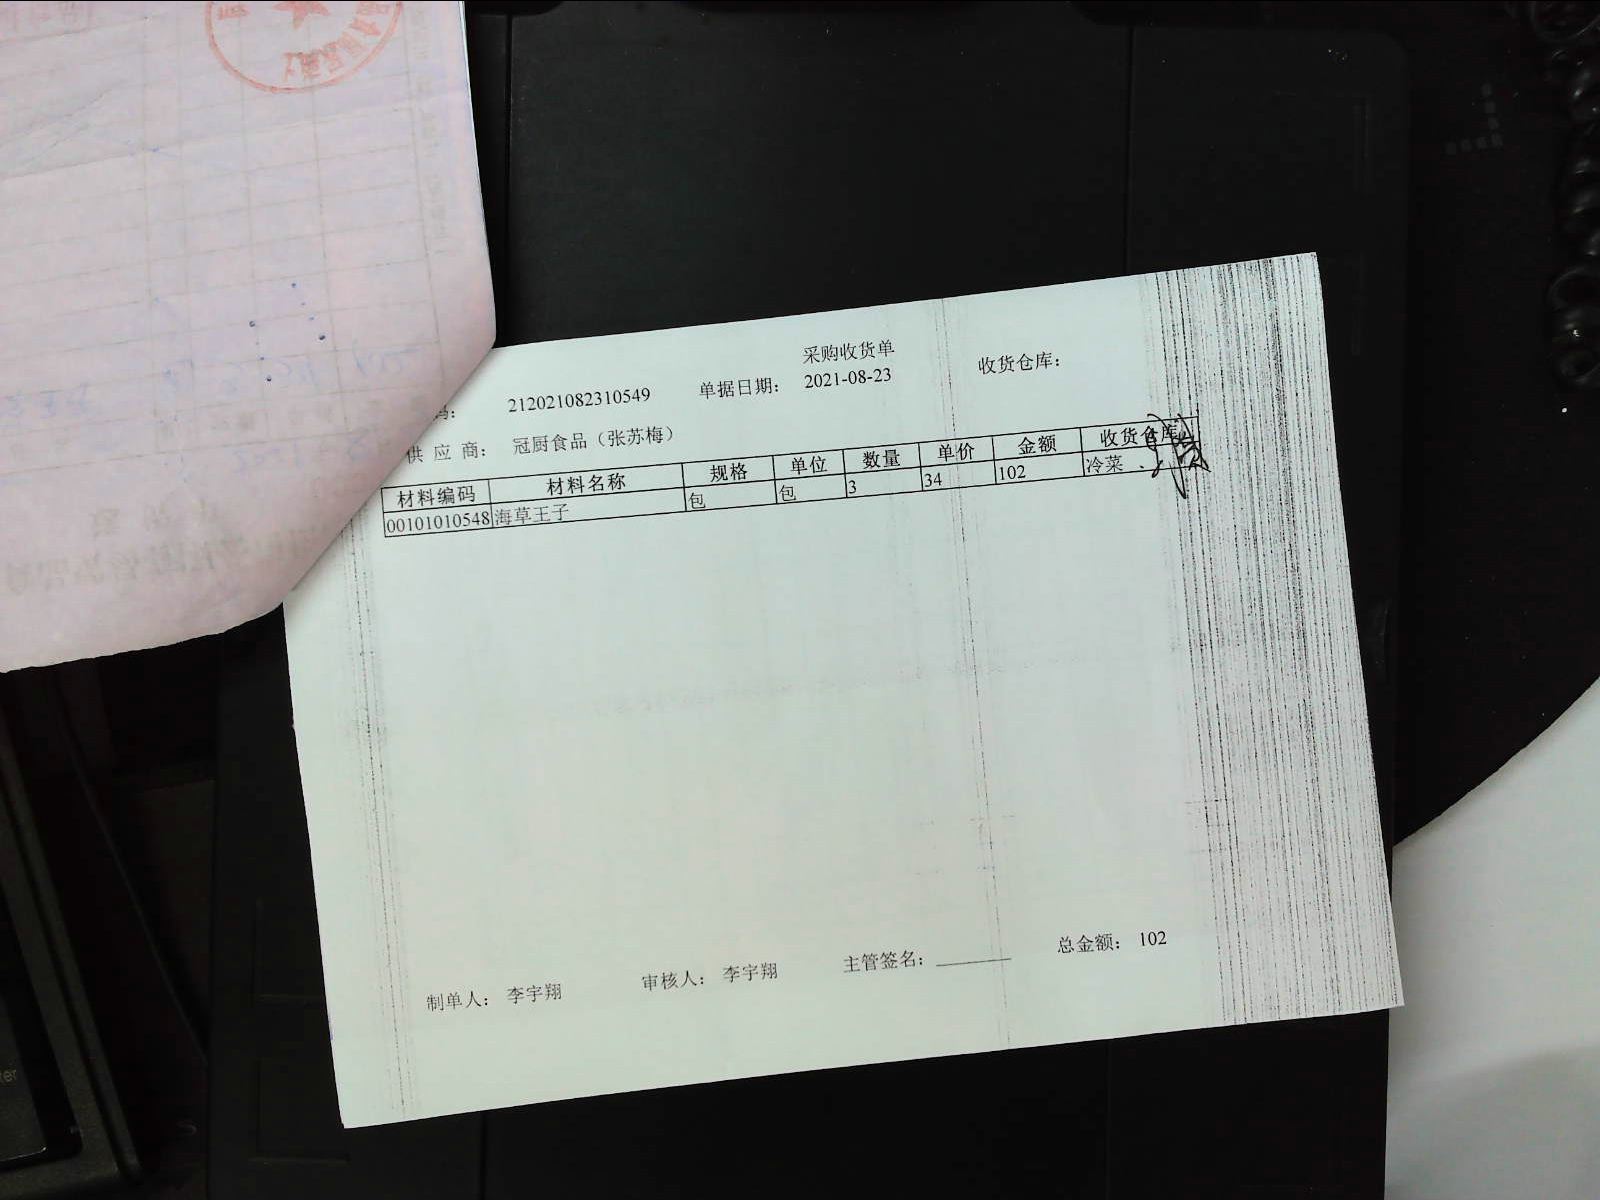 采购收货单
码： 212021082310549 单据日期： 2021-08-23 收货仓库：
供 应 商： 冠厨食品（张苏梅）
材料编码 材料名称 规格 单位 数量 单价 金额 收货仓库
00101010548 海草王子 包 包 3 34 102 冷菜
制单人： 李宇翔 审核人： 李宇翔 主管签名： 总金额： 102